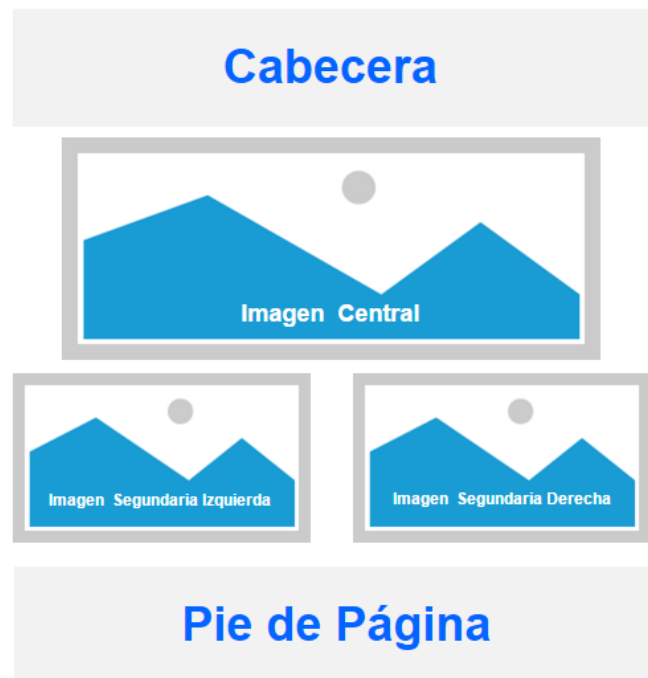 Cabecera
Imagen Central
Imagen Segundaria Izquierda
Imagen Segundaria Derecha
Pie de Página